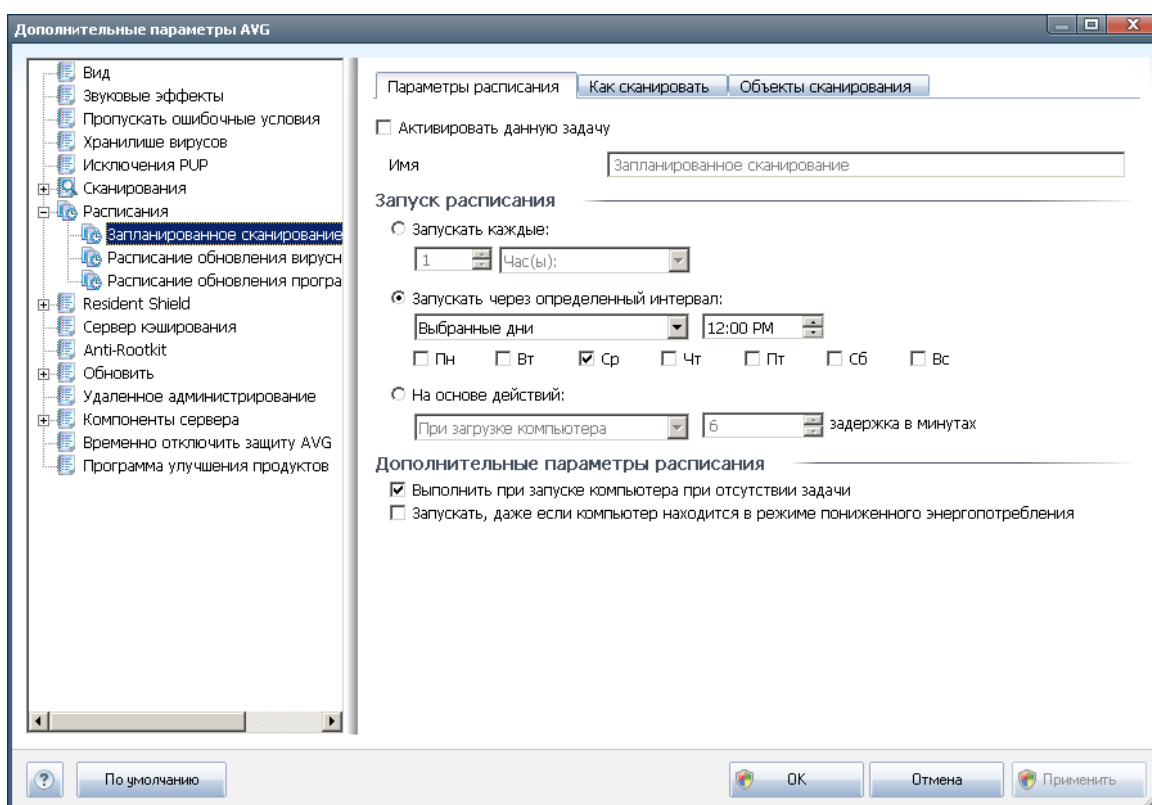 Дополнительные параметры AVG
Вид
Звуковые эффекты
Пропускать ошибочные условия
Хранилише вирусов
Исключения PUP
Сканирования
Расписания
Запланированное сканирование
Расписание обновления вирусн
Расписание обновления програ
Resident Shield
Сервер кэширования
Anti-Rootkit
Обновить
Удаленное администрирование
Компоненты сервера
Временно отключить защиту AVG
Программа улучшения продуктов
Параметры расписания Как сканировать Объекты сканирования
Активировать данную задачу
Имя Запланированное сканирование
Запуск расписания
Запускать каждые:
1 Час(ы):
Запускать через определенный интервал:
Выбранные дни 12:00 PM
Пн Вт Ср Чт Пт Сб Вс
На основе действий:
При загрузке компьютера 6 задержка в минутах
Дополнительные параметры расписания
Выполнить при запуске компьютера при отсутствии задачи
Запускать, даже если компьютер находится в режиме пониженного энергопотребления
? По умолчанию OK Отмена Применить